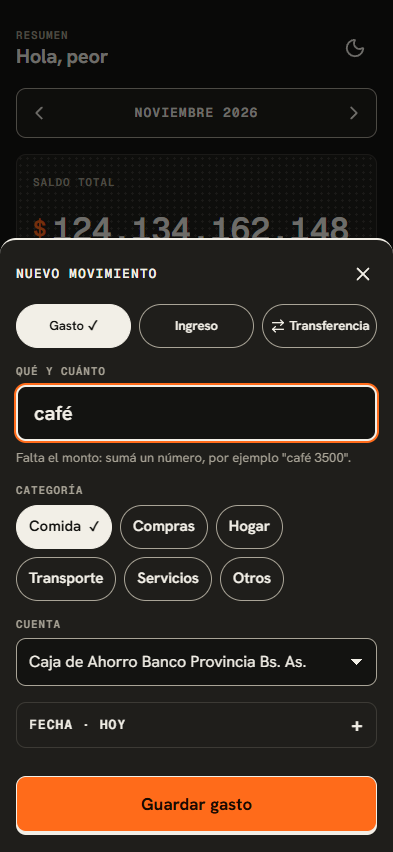 RESUMEN
Hola, peor
NOVIEMBRE 2026
SALDO TOTAL
$ 124.134.162.148
NUEVO MOVIMIENTO
Gasto ✓ Ingreso Transferencia
QUÉ Y CUÁNTO
café
Falta el monto: sumá un número, por ejemplo "café 3500".
CATEGORÍA
Comida ✓ Compras Hogar
Transporte Servicios Otros
CUENTA
Caja de Ahorro Banco Provincia Bs. As.
FECHA · HOY +
Guardar gasto